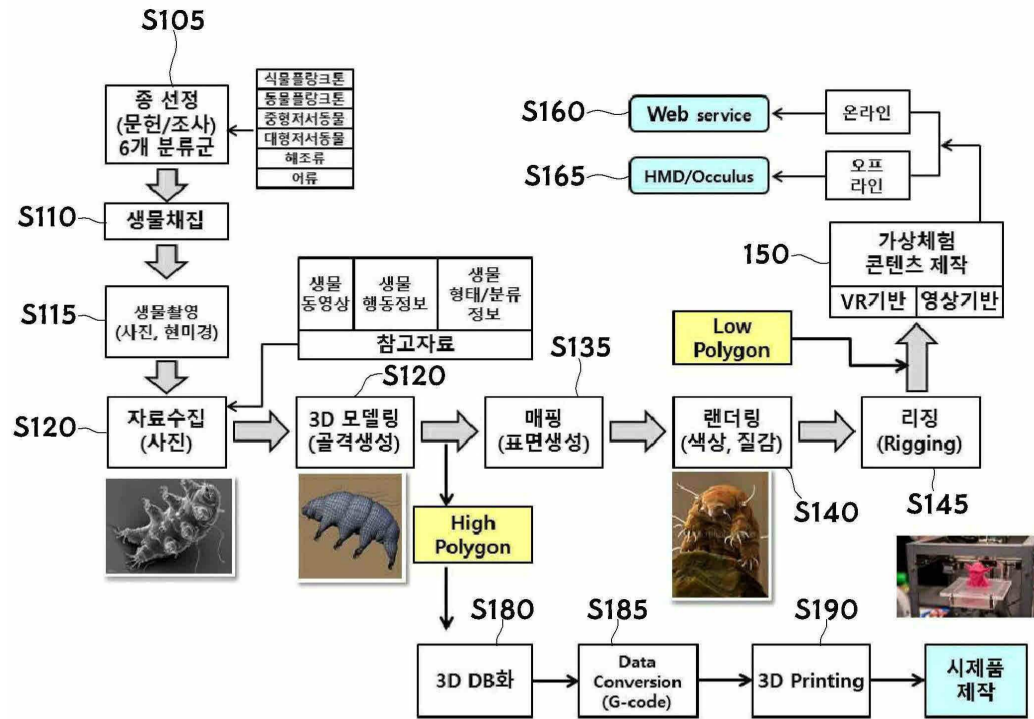 S105
종 선정
(문헌/조사)
6개 분류군
식물플랑크톤
동물플랑크톤
중형저서동물
대형저서동물
해조류
어류
S110
생물채집
S115
생물촬영
(사진, 현미경)
생물
동영상
생물
행동정보
생물
형태/분류
정보
참고자료
S120
자료수집
(사진)
S120
3D 모델링
(골격생성)
High
Polygon
S135
매핑
(표면생성)
랜더링
(색상, 질감)
S140
리징
(Rigging)
S145
Low
Polygon
150
가상체험
콘텐츠 제작
VR기반
영상기반
온라인
오프
라인
S160
Web service
S165
HMD/Occulus
S180
3D DB화
S185
Data
Conversion
(G-code)
S190
3D Printing
시제품
제작